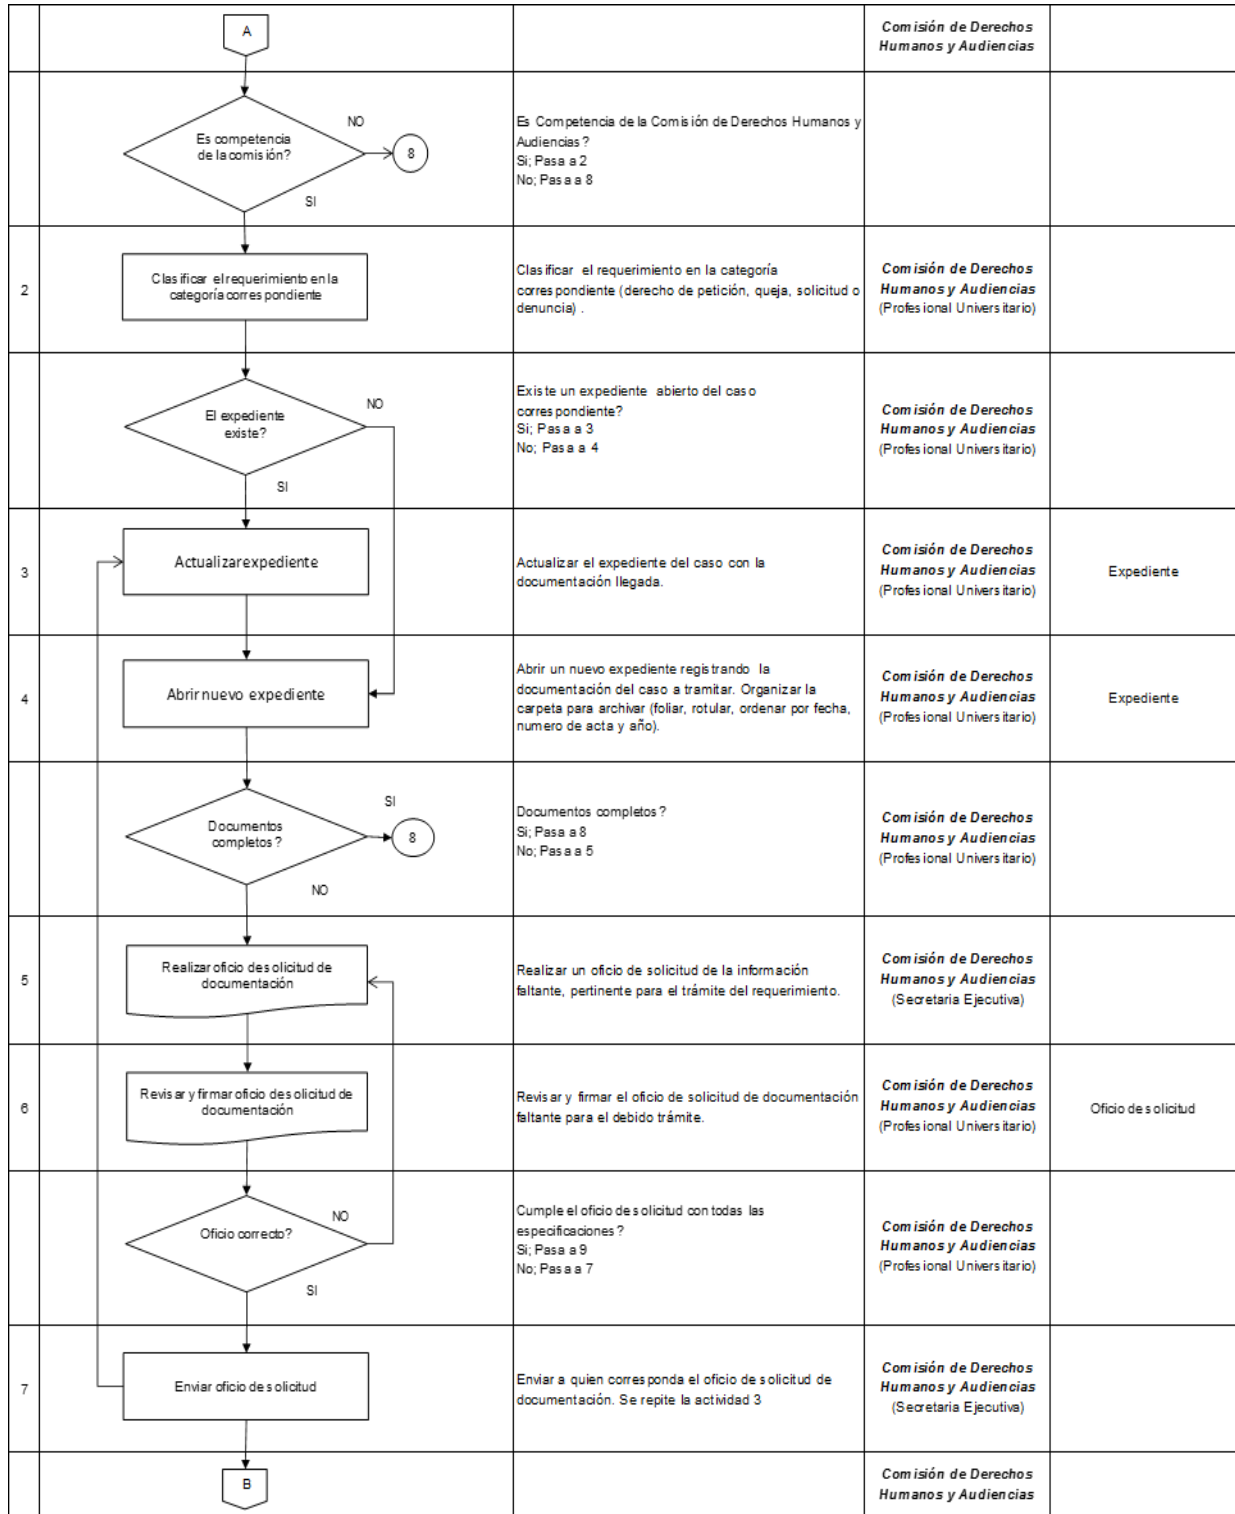 A
Comisión de Derechos
Humanos y Audiencias
Es competencia
de la comisión?
NO
8
SI
Es Competencia de la Comisión de Derechos Humanos y
Audiencias?
Si; Pasa a 2
No; Pasa a 8
2
Clasificar el requerimiento en la
categoría correspondiente
Clasificar el requerimiento en la categoría
correspondiente (derecho de petición, queja, solicitud o
denuncia) .
Comisión de Derechos
Humanos y Audiencias
(Profesional Universitario)
El expediente
existe?
NO
SI
Existe un expediente abierto del caso
correspondiente?
Si; Pasa a 3
No; Pasa a 4
Comisión de Derechos
Humanos y Audiencias
(Profesional Universitario)
3
Actualizar expediente
Actualizar el expediente del caso con la
documentación llegada.
Comisión de Derechos
Humanos y Audiencias
(Profesional Universitario)
Expediente
4
Abrir nuevo expediente
Abrir un nuevo expediente registrando la
documentación del caso a tramitar. Organizar la
carpeta para archivar (foliar, rotular, ordenar por fecha,
numero de acta y año).
Comisión de Derechos
Humanos y Audiencias
(Profesional Universitario)
Expediente
Documentos
completos?
SI
8
NO
Documentos completos?
Si; Pasa a 8
No; Pasa a 5
Comisión de Derechos
Humanos y Audiencias
(Profesional Universitario)
5
Realizar oficio de solicitud de
documentación
Realizar un oficio de solicitud de la información
faltante, pertinente para el trámite del requerimiento.
Comisión de Derechos
Humanos y Audiencias
(Secretaria Ejecutiva)
6
Revisar y firmar oficio de solicitud de
documentación
Revisar y firmar el oficio de solicitud de documentación
faltante para el debido trámite.
Comisión de Derechos
Humanos y Audiencias
(Profesional Universitario)
Oficio de solicitud
Oficio correcto?
NO
SI
Cumple el oficio de solicitud con todas las
especificaciones?
Si; Pasa a 9
No; Pasa a 7
Comisión de Derechos
Humanos y Audiencias
(Profesional Universitario)
7
Enviar oficio de solicitud
Enviar a quien corresponda el oficio de solicitud de
documentación. Se repite la actividad 3
Comisión de Derechos
Humanos y Audiencias
(Secretaria Ejecutiva)
B
Comisión de Derechos
Humanos y Audiencias